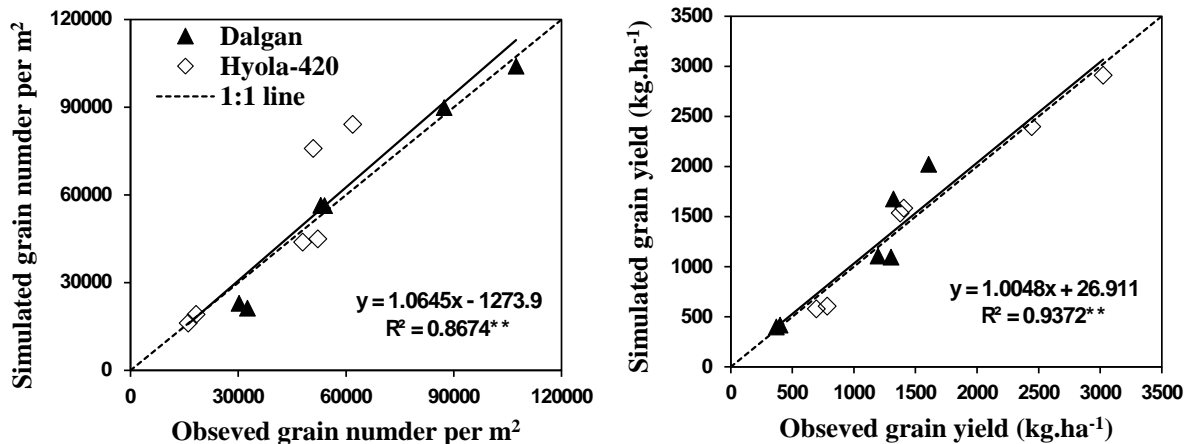 120000
90000
60000
30000
0
Simulated grain numder per m²
Dalgan
Hyola-420
1:1 line
y = 1.0645x - 1273.9
R² = 0.8674**
0 30000 60000 90000 120000
Obseved grain numder per m²
3500
3000
2500
2000
1500
1000
500
0
Simulated grain yield (kg.ha⁻¹)
y = 1.0048x + 26.911
R² = 0.9372**
0 500 1000 1500 2000 2500 3000 3500
Obseved grain yield (kg.ha⁻¹)